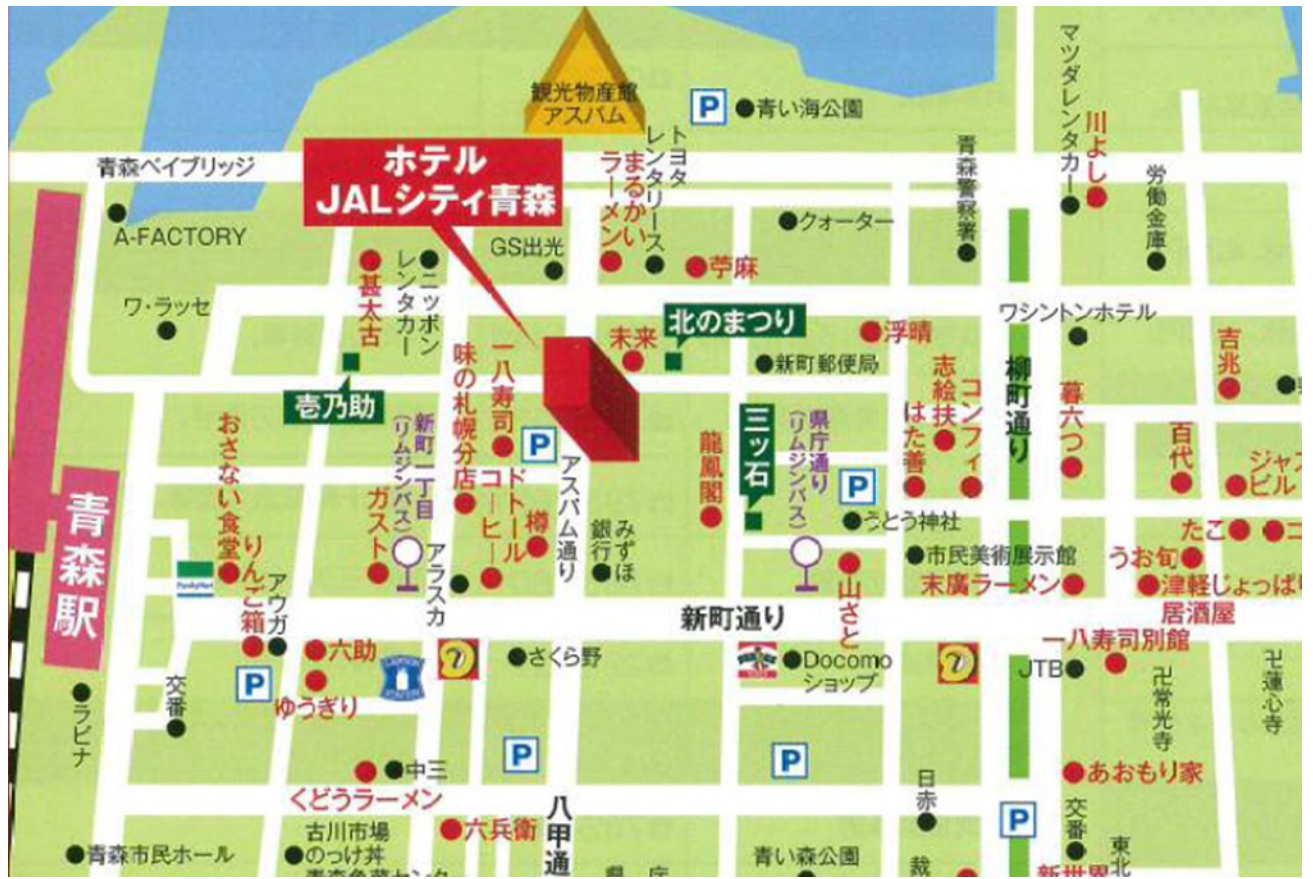 観光物産館
アスパム
P
青い海公園
マツダレンタカー
川よし
青森ベイブリッジ
ホテル
JALシティ青森
まるかい
ラーメン
トヨタ
レンタリース
青森警察署
労働金庫
A-FACTORY
GS出光
クォーター
苧麻
甚太古
ニッポン
レンタカー
ワ・ラッセ
未来
北のまつり
浮晴
ワシントンホテル
新町郵便局
吉兆
壱乃助
一八寿司
味の札幌分店
志絵扶
コンフィ
はた善
柳町通り
暮六つ
おさない食堂
新町一丁目
(リムジンバス)
P
アスパム通り
龍鳳閣
三ッ石
県庁通り
(リムジンバス)
P
百代
ビル
青森駅
ガスト
ドトール
コーヒー
樽
みずほ
銀行
うとう神社
たこ
FamilyMart
りんご箱
アウガ
アラスカ
市民美術展示館
うお旬
末廣ラーメン
津軽じょっぱり
居酒屋
山さと
新町通り
六助
LAWSON
STATION
さくら野
Docomo
ショップ
JTB
一八寿司別館
卍常光寺
卍蓮心寺
P
ゆうぎり
交番
ラビナ
P
P
中三
くどうラーメン
あおもり家
日赤
P
交番
八甲通
六兵衛
青森市民ホール
古川市場
のっけ丼
青い森公園
東北